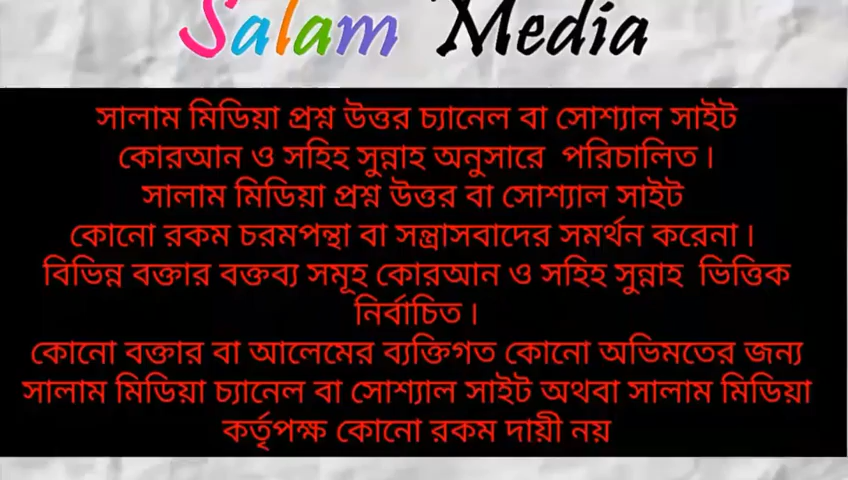 Salam Media
সালাম মিডিয়া প্রশ্ন উত্তর চ্যানেল বা সোশ্যাল সাইট
কোরআন ও সহিহ সুন্নাহ অনুসারে পরিচালিত।
সালাম মিডিয়া প্রশ্ন উত্তর বা সোশ্যাল সাইট
কোনো রকম চরমপন্থা বা সন্ত্রাসবাদের সমর্থন করেনা।
বিভিন্ন বক্তার বক্তব্য সমূহ কোরআন ও সহিহ সুন্নাহ ভিত্তিক
নির্বাচিত।
কোনো বক্তার বা আলেমের ব্যক্তিগত কোনো অভিমতের জন্য
সালাম মিডিয়া চ্যানেল বা সোশ্যাল সাইট অথবা সালাম মিডিয়া
কর্তৃপক্ষ কোনো রকম দায়ী নয়